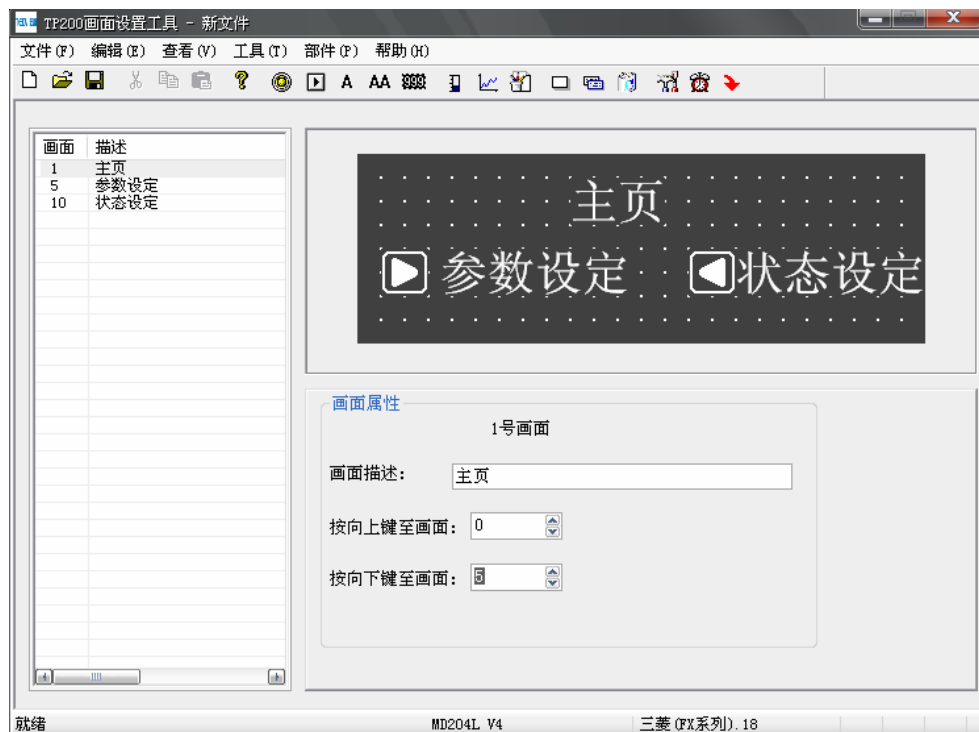 TP200画面设置工具 - 新文件
文件(F) 编辑(E) 查看(V) 工具(T) 部件(P) 帮助(H)
A AA
画面 描述
1 主页
5 参数设定
10 状态设定
主页
参数设定 状态设定
画面属性
1号画面
画面描述: 主页
按向上键至画面: 0
按向下键至画面: 5
就绪 MD204L V4 三菱(FX系列).18